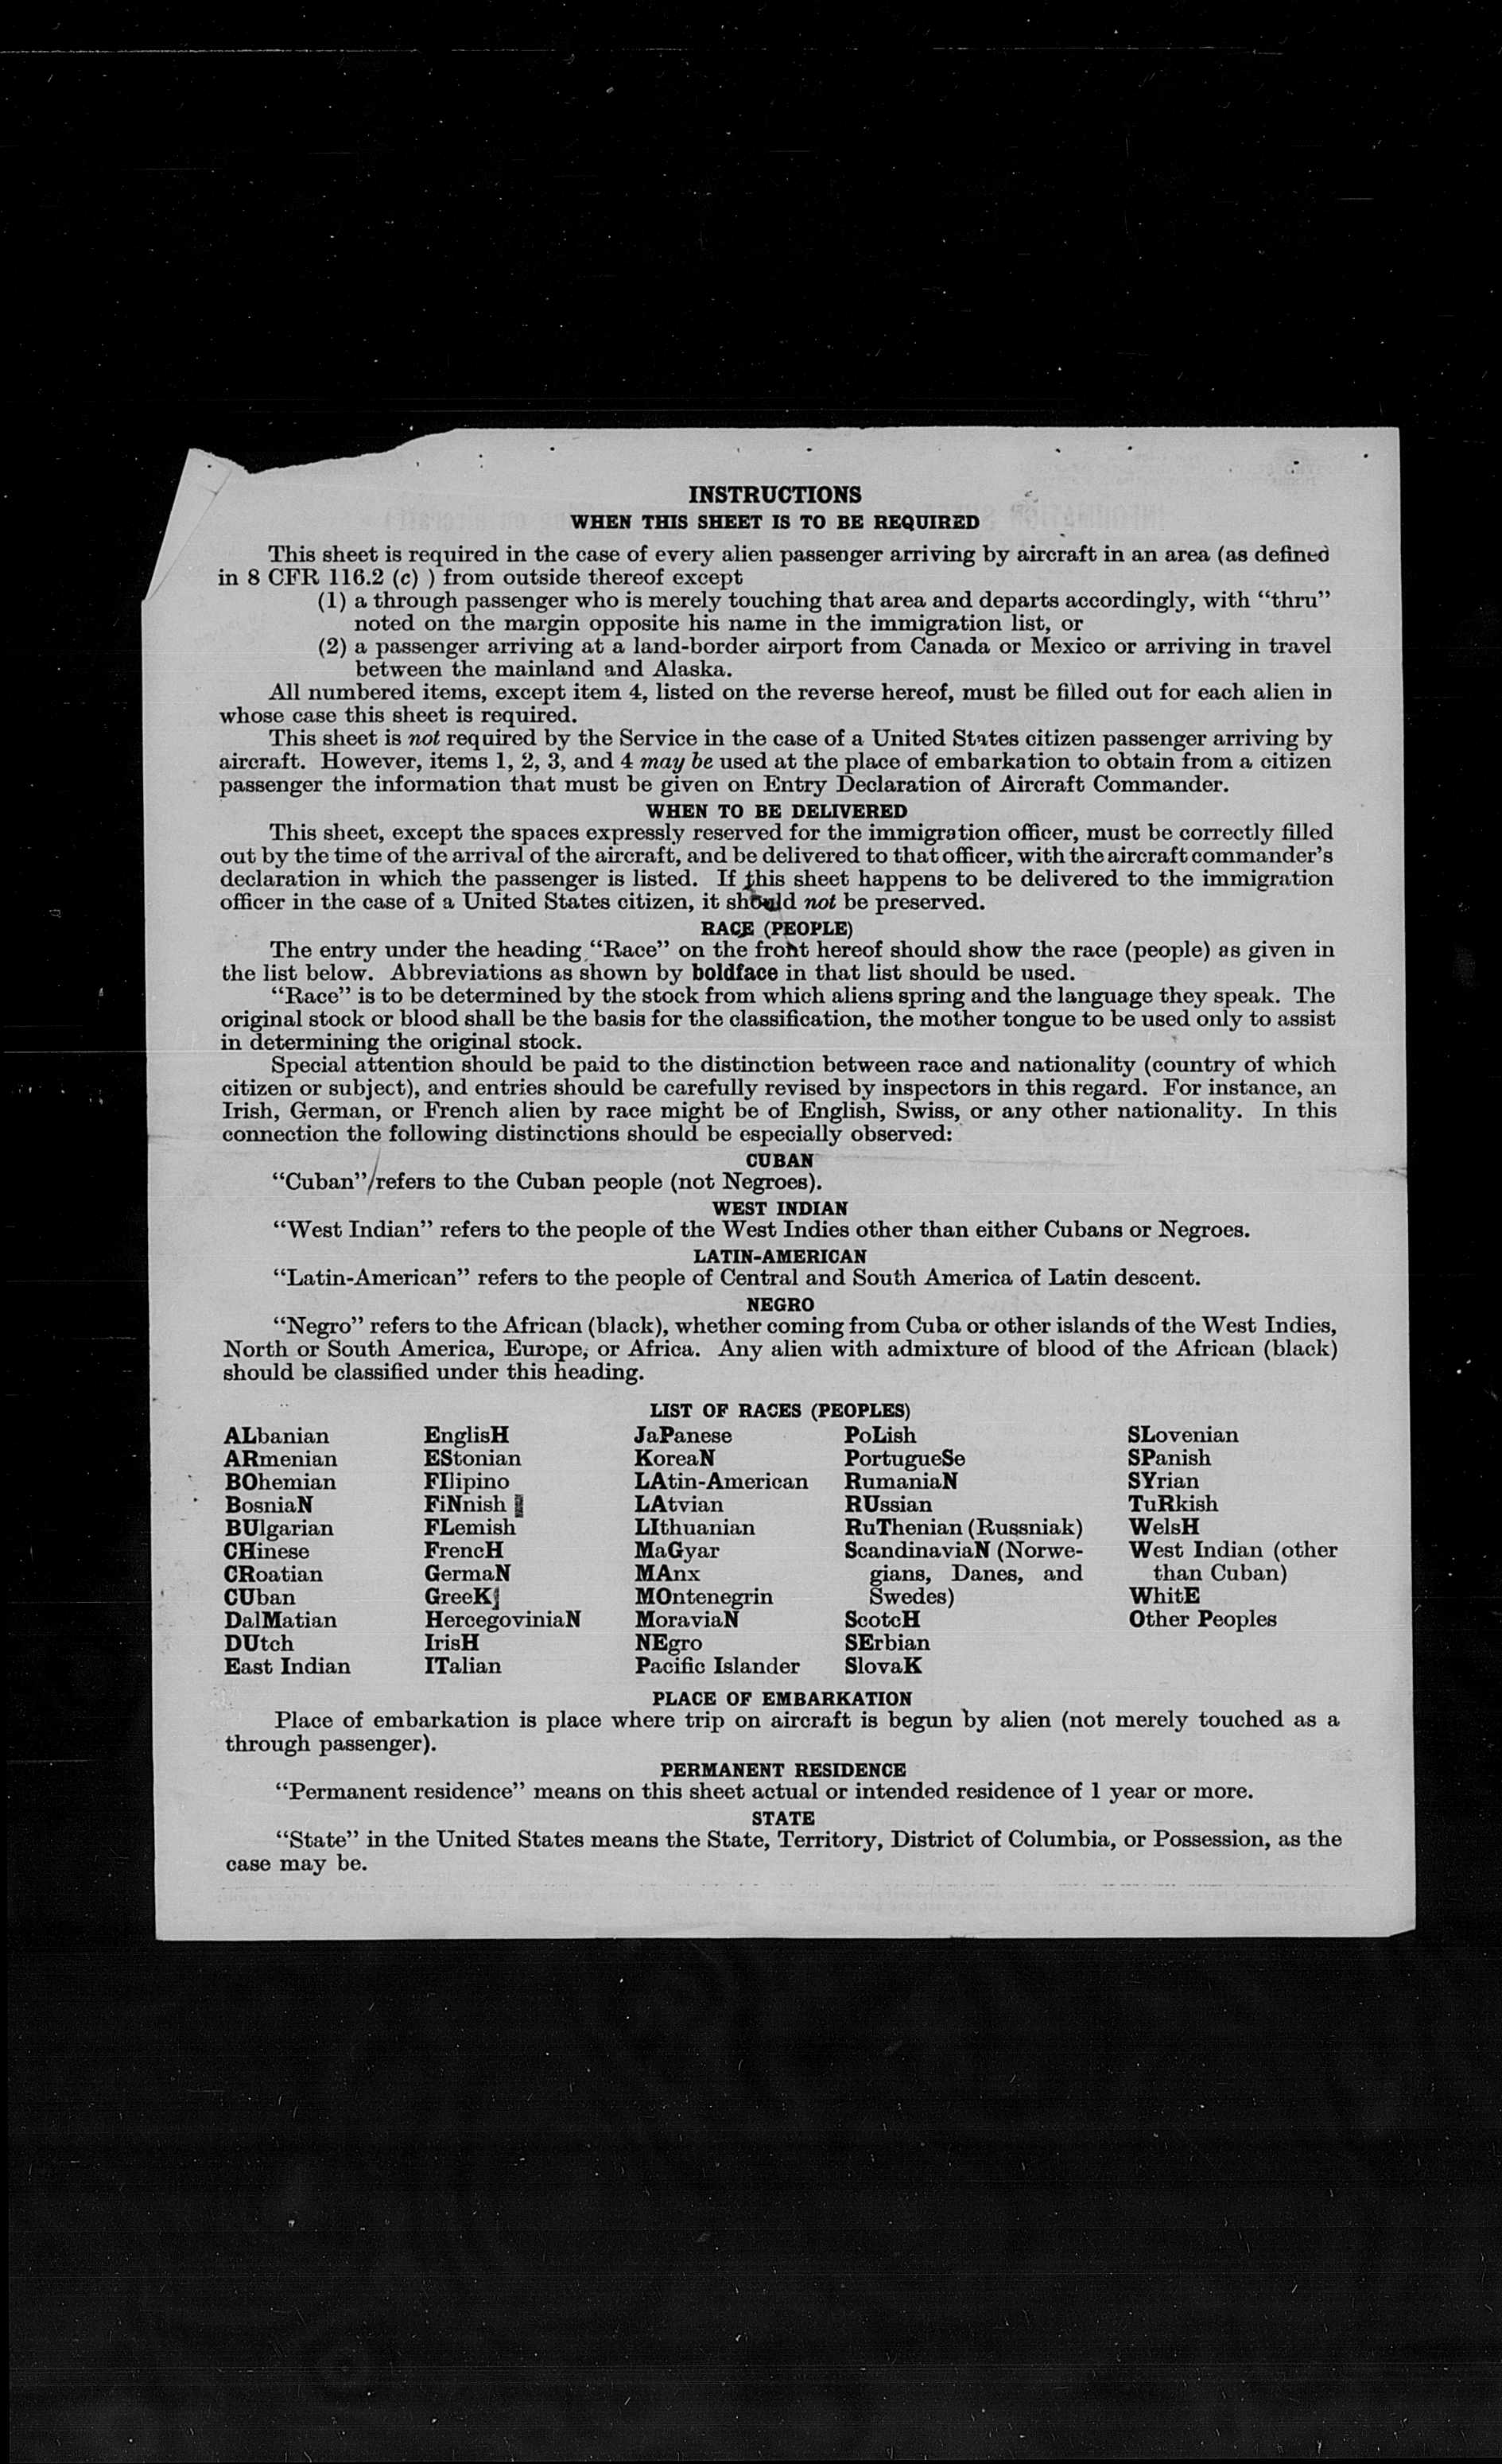 INSTRUCTIONS
WHEN THIS SHEET IS TO BE REQUIRED
This sheet is required in the case of every alien passenger arriving by aircraft in an area (as defined
in 8 CFR 116.2 (c) ) from outside thereof except
(1) a through passenger who is merely touching that area and departs accordingly, with “thru”
noted on the margin opposite his name in the immigration list, or
(2) a passenger arriving at a land-border airport from Canada or Mexico or arriving in travel
between the mainland and Alaska.
All numbered items, except item 4, listed on the reverse hereof, must be filled out for each alien in
whose case this sheet is required.
This sheet is not required by the Service in the case of a United States citizen passenger arriving by
aircraft. However, items 1, 2, 3, and 4 may be used at the place of embarkation to obtain from a citizen
passenger the information that must be given on Entry Declaration of Aircraft Commander.
WHEN TO BE DELIVERED
This sheet, except the spaces expressly reserved for the immigration officer, must be correctly filled
out by the time of the arrival of the aircraft, and be delivered to that officer, with the aircraft commander’s
declaration in which the passenger is listed. If this sheet happens to be delivered to the immigration
officer in the case of a United States citizen, it should not be preserved.
RACE (PEOPLE)
The entry under the heading “Race” on the front hereof should show the race (people) as given in
the list below. Abbreviations as shown by boldface in that list should be used.
“Race” is to be determined by the stock from which aliens spring and the language they speak. The
original stock or blood shall be the basis for the classification, the mother tongue to be used only to assist
in determining the original stock.
Special attention should be paid to the distinction between race and nationality (country of which
citizen or subject), and entries should be carefully revised by inspectors in this regard. For instance, an
Irish, German, or French alien by race might be of English, Swiss, or any other nationality. In this
connection the following distinctions should be especially observed:
CUBAN
“Cuban” refers to the Cuban people (not Negroes).
WEST INDIAN
“West Indian” refers to the people of the West Indies other than either Cubans or Negroes.
LATIN-AMERICAN
“Latin-American” refers to the people of Central and South America of Latin descent.
NEGRO
“Negro” refers to the African (black), whether coming from Cuba or other islands of the West Indies,
North or South America, Europe, or Africa. Any alien with admixture of blood of the African (black)
should be classified under this heading.
LIST OF RACES (PEOPLES)
ALbanian
ARmenian
BOhemian
BosniaN
BUlgarian
CHinese
CRoatian
CUban
DalMatian
DUtch
East Indian
EnglisH
EStonian
FIlipino
FiNnish
FLemish
FrencH
GermaN
GreeK
HercegoviniaN
IrisH
ITalian
JaPanese
KoreaN
LAtin-American
LAtvian
LIthuanian
MaGyar
MAnx
MOntenegrin
MoraviaN
NEgro
Pacific Islander
PoLish
PortugueSe
RumaniaN
RUssian
RuThenian (Russniak)
ScandinaviaN (Norwe-
gians, Danes, and
Swedes)
ScotcH
SErbian
SlovaK
SLovenian
SPanish
SYrian
TuRkish
WelsH
West Indian (other
than Cuban)
WhitE
Other Peoples
PLACE OF EMBARKATION
Place of embarkation is place where trip on aircraft is begun by alien (not merely touched as a
through passenger).
PERMANENT RESIDENCE
“Permanent residence” means on this sheet actual or intended residence of 1 year or more.
STATE
“State” in the United States means the State, Territory, District of Columbia, or Possession, as the
case may be.